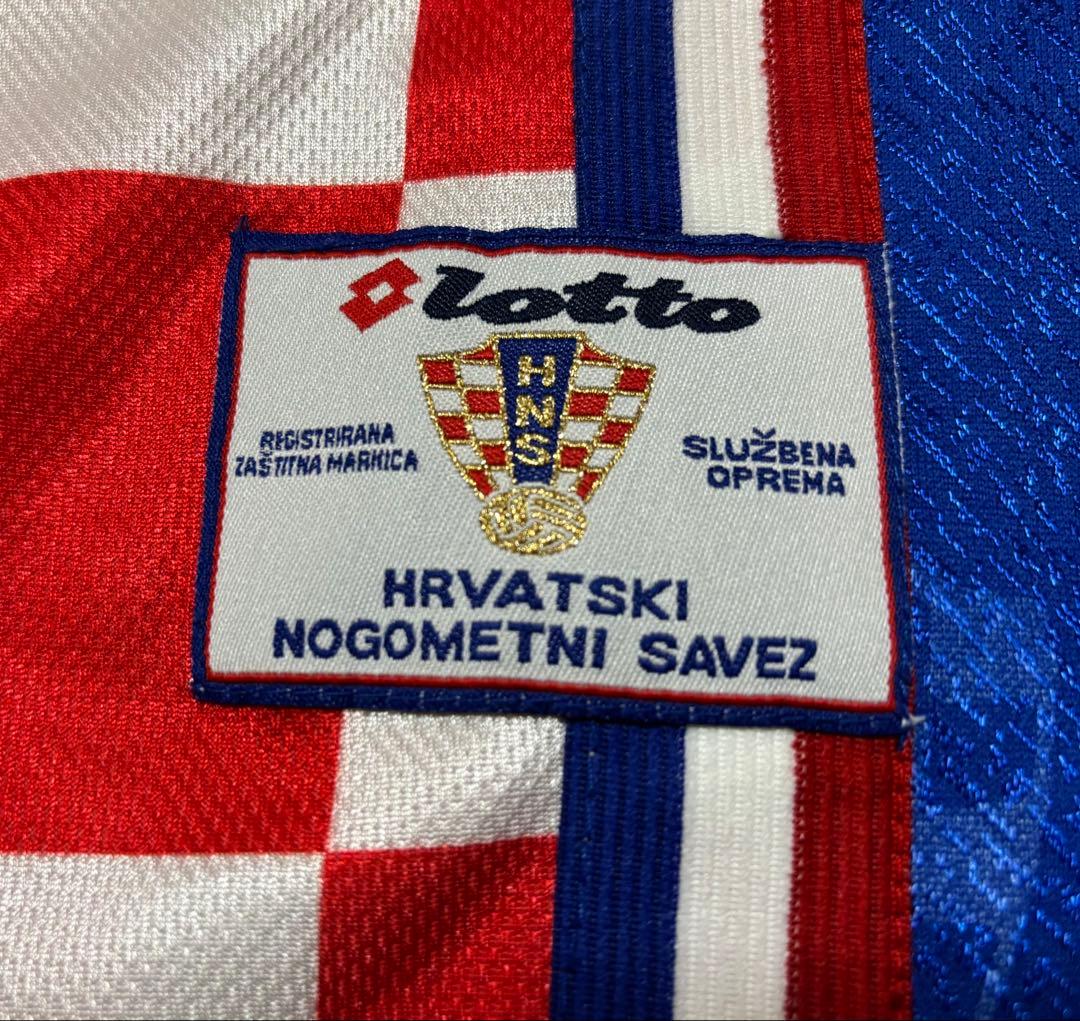 lotto
HNS
REGISTRIRANA
ZAŠTITNA MARKICA
SLUŽBENA
OPREMA
HRVATSKI
NOGOMETNI SAVEZ